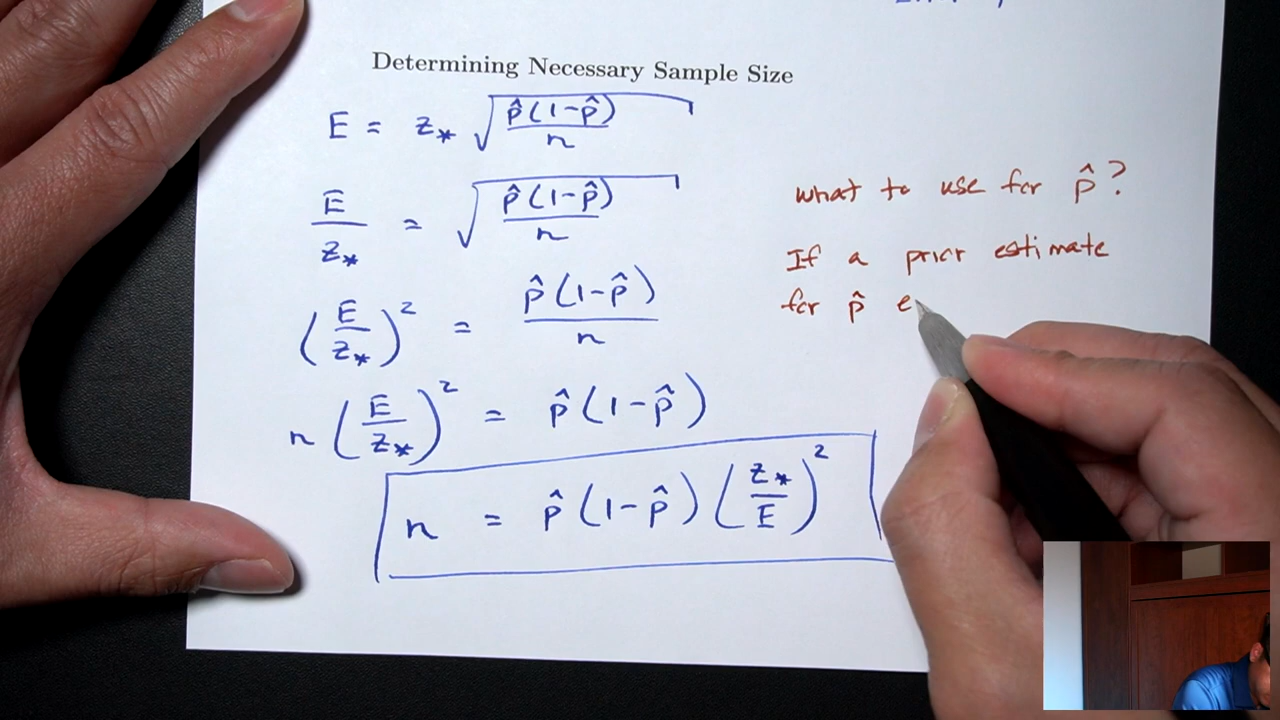 Determining Necessary Sample Size
E = z* √(p̂(1-p̂)/n)
E/z* = √(p̂(1-p̂)/n)
(E/z*)² = p̂(1-p̂)/n
n(E/z*)² = p̂(1-p̂)
n = p̂(1-p̂)(z*/E)²
what to use for p̂?
If a prior estimate
for p̂ e